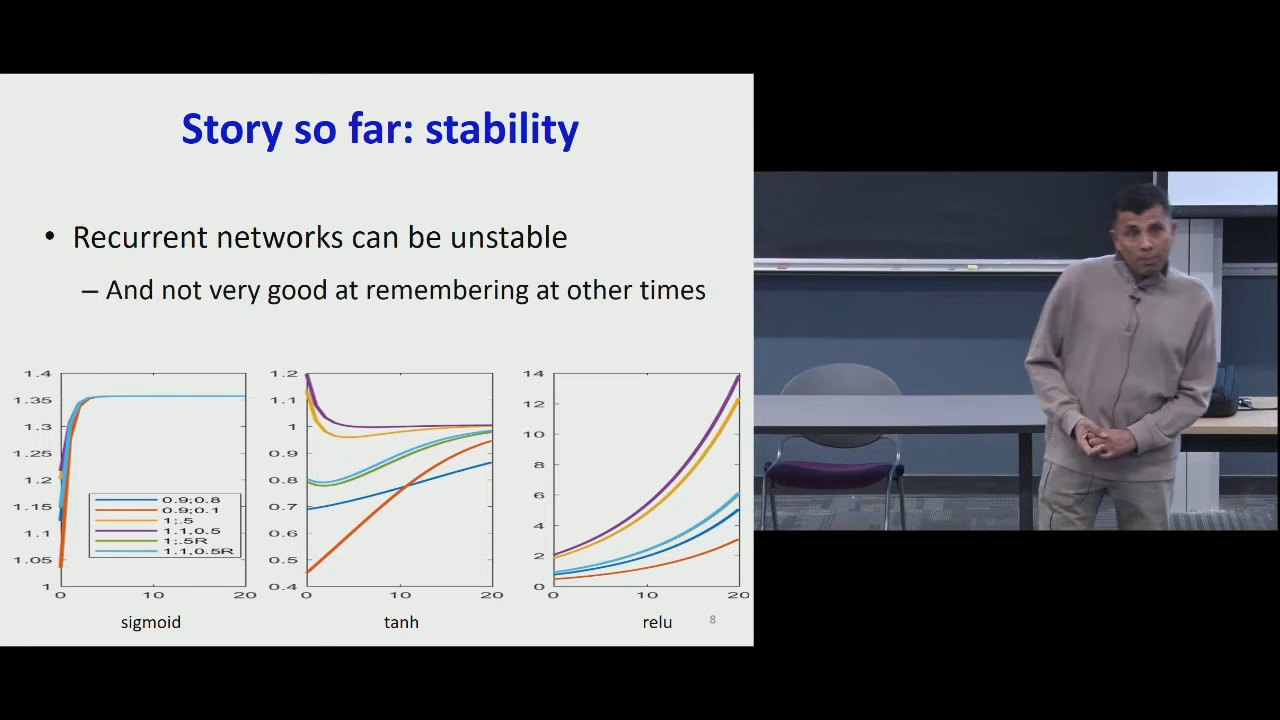 Story so far: stability
• Recurrent networks can be unstable
– And not very good at remembering at other times
1.4
1.35
1.3
1.25
1.2
1.15
1.1
1.05
1
0 10 20
0.9;0.8
0.9;0.1
1;.5
1.1,0.5
1;.5R
1.1,0.5R
sigmoid
1.2
1.1
1
0.9
0.8
0.7
0.6
0.5
0.4
0 10 20
tanh
14
12
10
8
6
4
2
0
0 10 20
relu
8